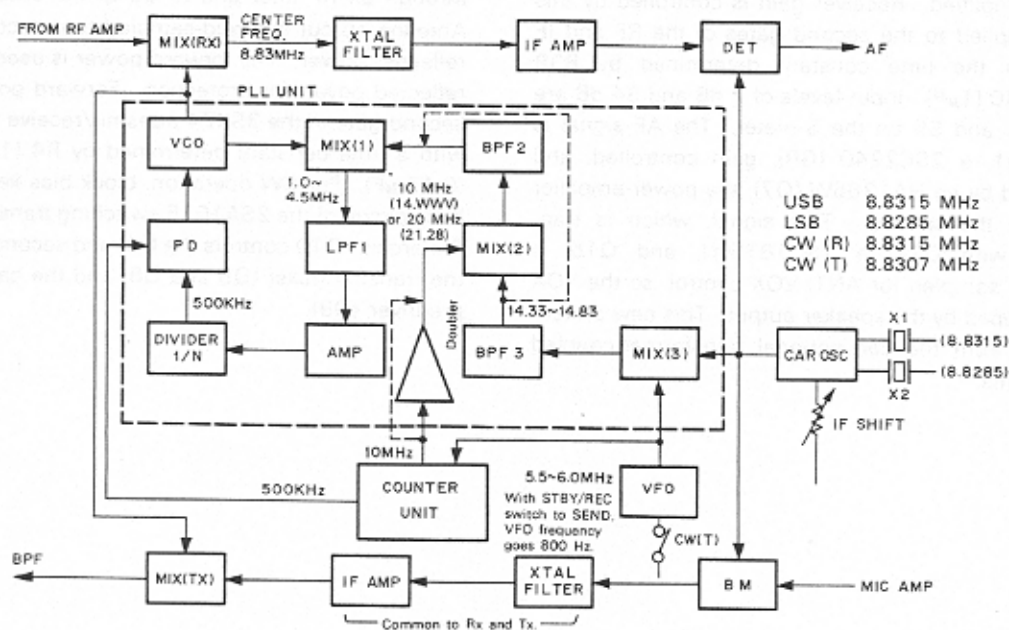 FROM RF AMP
MIX(RX)
CENTER
FREQ.
8.83MHz
XTAL
FILTER
IF AMP
DET
AF
PLL UNIT
VCO
MIX(1)
BPF2
1.0~
4.5MHz
10 MHz
(14.WWV)
or 20 MHz
(21.28)
USB 8.8315 MHz
LSB 8.8285 MHz
CW (R) 8.8315 MHz
CW (T) 8.8307 MHz
PD
LPF1
MIX(2)
500KHz
14.33~14.83
Doubler
DIVIDER
1/N
AMP
BPF 3
MIX(3)
CAR OSC
X1
(8.8315)
(8.8285)
X2
IF SHIFT
10MHz
500KHz
COUNTER
UNIT
5.5~6.0MHz
VFO
With STBY/REC
switch to SEND,
VFO frequency
goes 800 Hz.
CW(T)
BPF
MIX(TX)
IF AMP
XTAL
FILTER
BM
MIC AMP
Common to Rx and Tx.